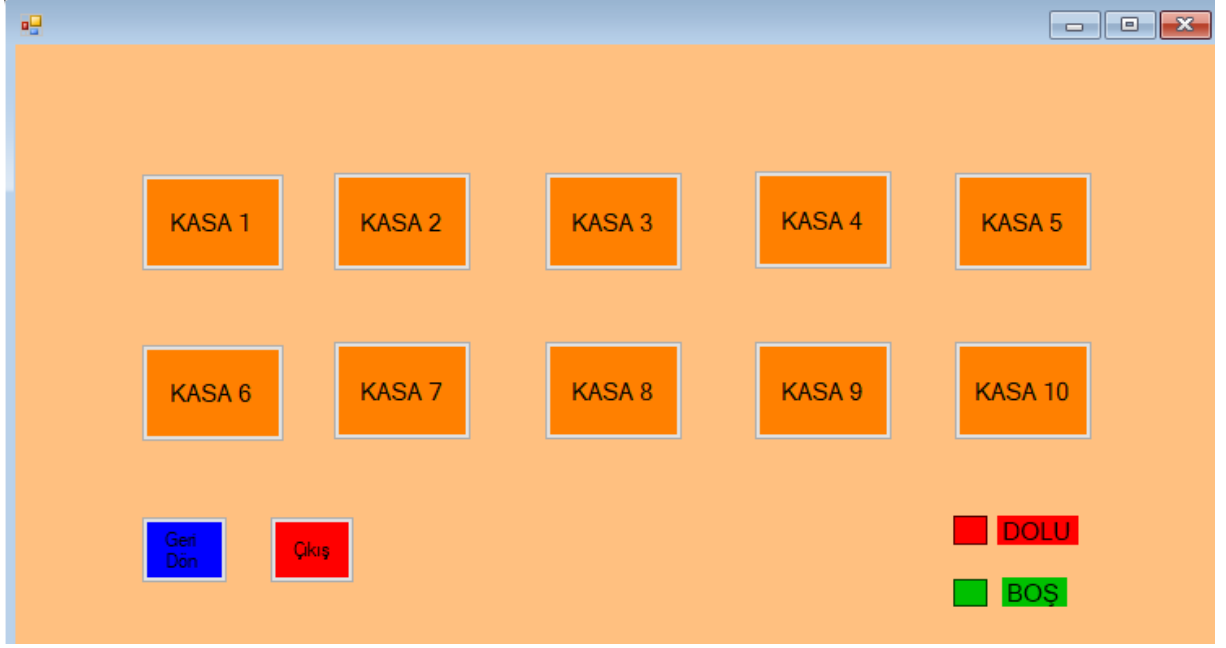 KASA 1
KASA 2
KASA 3
KASA 4
KASA 5
KASA 6
KASA 7
KASA 8
KASA 9
KASA 10
Geri
Dön
Çıkış
DOLU
BOŞ